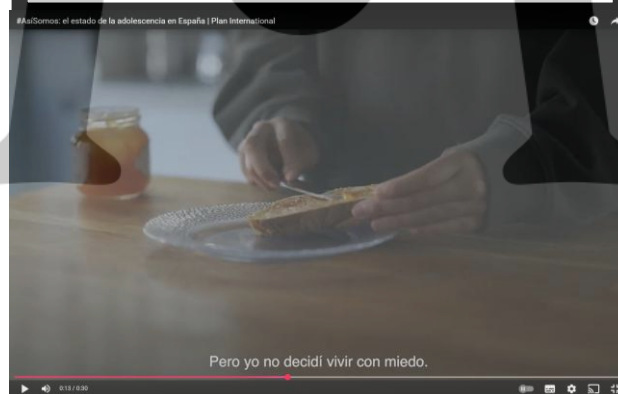 #AsíSomos: el estado de la adolescencia en España | Plan International
Pero yo no decidí vivir con miedo.
0:13 / 0:30